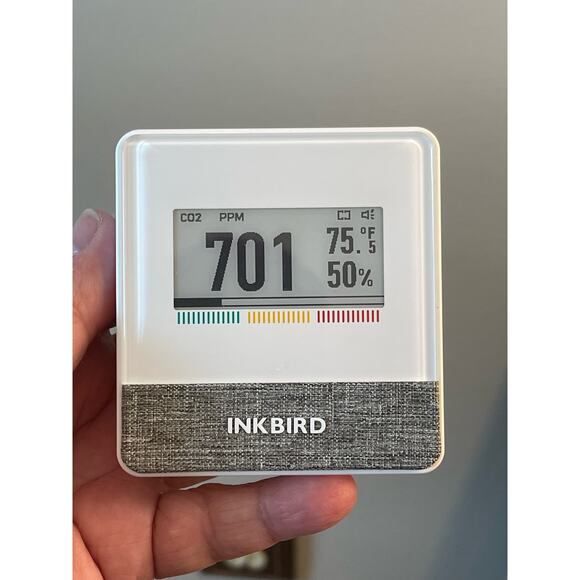 CO2 PPM
701
75.5°F
50%
INKBIRD